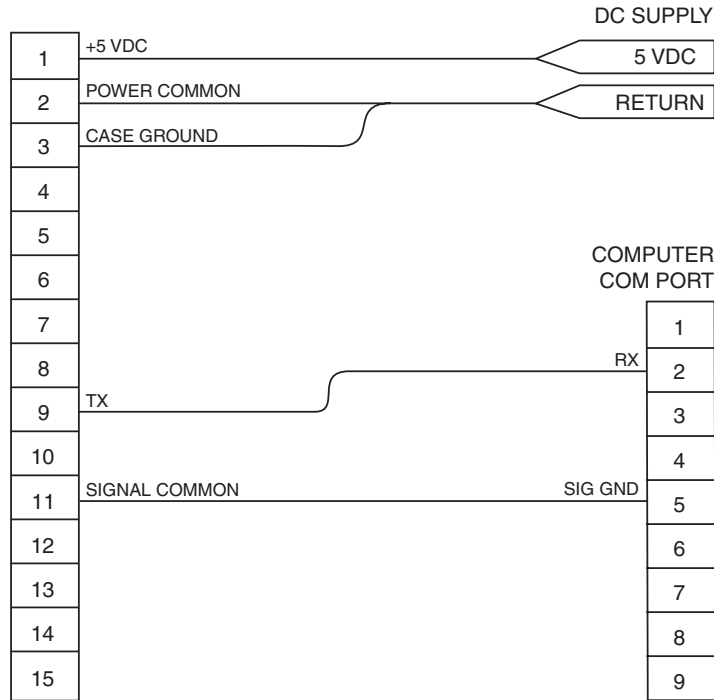 DC SUPPLY
1 +5 VDC 5 VDC
2 POWER COMMON RETURN
3 CASE GROUND
4
5
6
COMPUTER
COM PORT
7 1
8 RX 2
9 TX 3
10 4
11 SIGNAL COMMON SIG GND 5
12 6
13 7
14 8
15 9